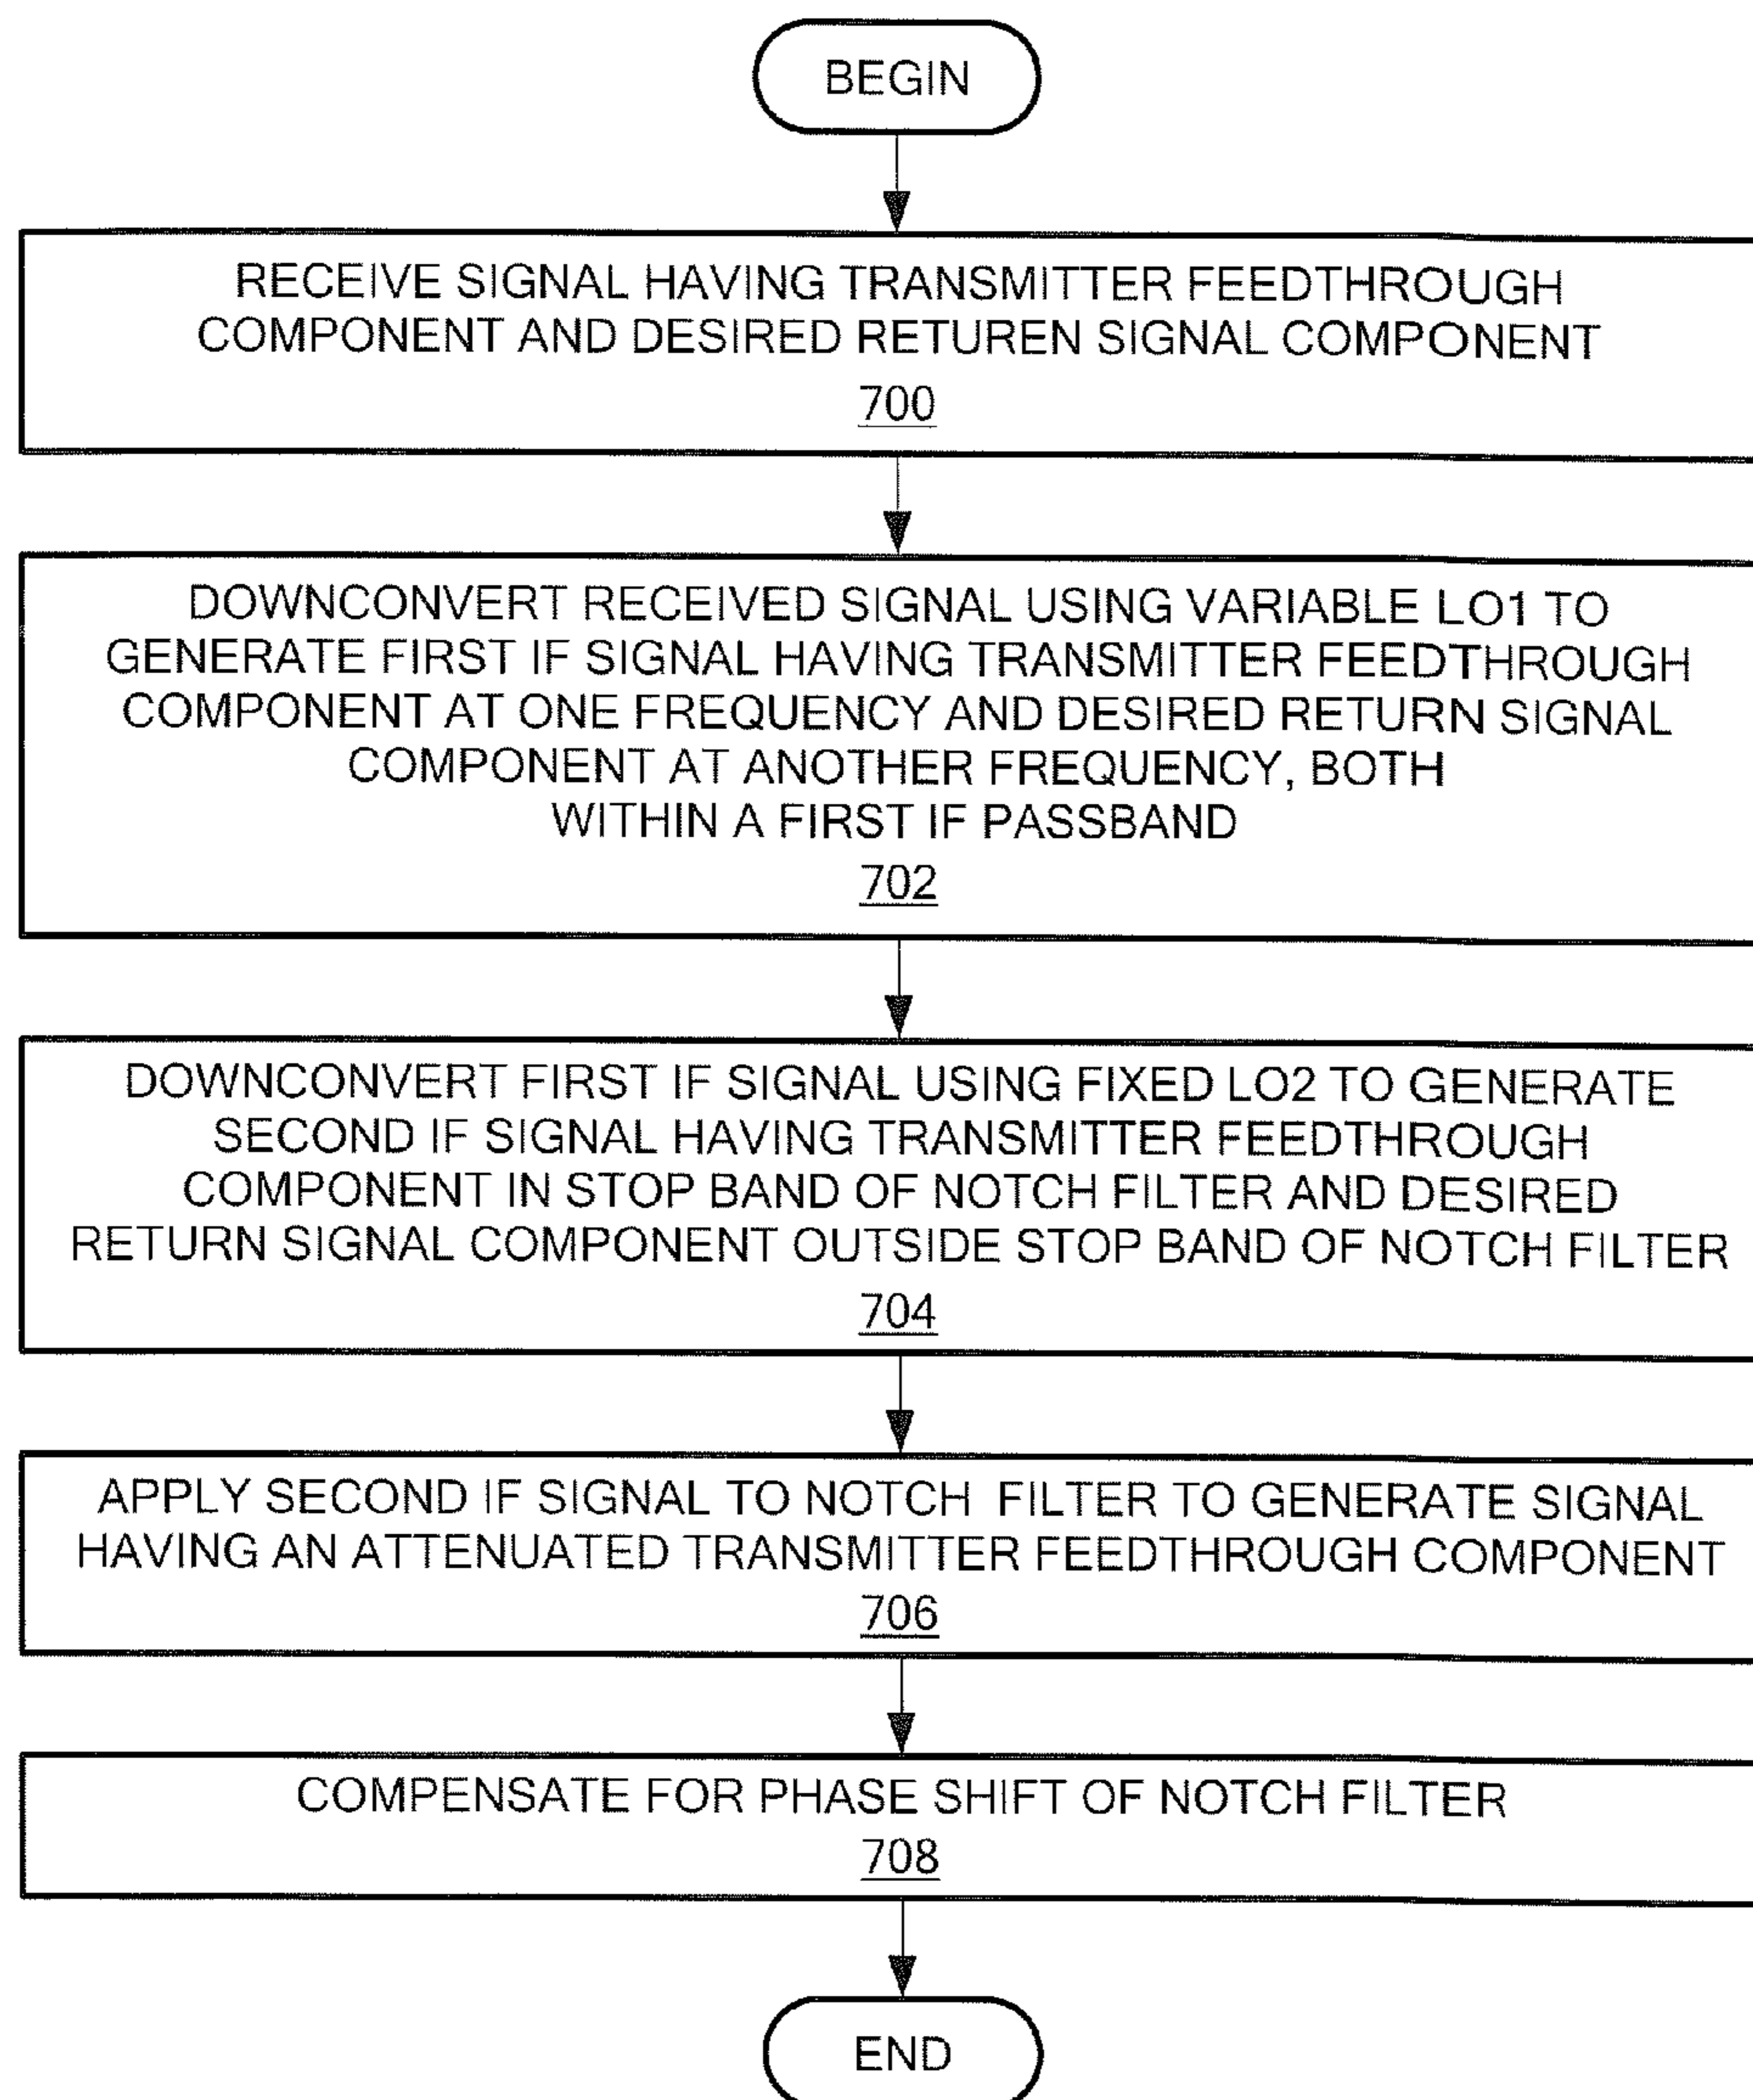 BEGIN
RECEIVE SIGNAL HAVING TRANSMITTER FEEDTHROUGH
COMPONENT AND DESIRED RETUREN SIGNAL COMPONENT
700
DOWNCONVERT RECEIVED SIGNAL USING VARIABLE LO1 TO
GENERATE FIRST IF SIGNAL HAVING TRANSMITTER FEEDTHROUGH
COMPONENT AT ONE FREQUENCY AND DESIRED RETURN SIGNAL
COMPONENT AT ANOTHER FREQUENCY, BOTH
WITHIN A FIRST IF PASSBAND
702
DOWNCONVERT FIRST IF SIGNAL USING FIXED LO2 TO GENERATE
SECOND IF SIGNAL HAVING TRANSMITTER FEEDTHROUGH
COMPONENT IN STOP BAND OF NOTCH FILTER AND DESIRED
RETURN SIGNAL COMPONENT OUTSIDE STOP BAND OF NOTCH FILTER
704
APPLY SECOND IF SIGNAL TO NOTCH FILTER TO GENERATE SIGNAL
HAVING AN ATTENUATED TRANSMITTER FEEDTHROUGH COMPONENT
706
COMPENSATE FOR PHASE SHIFT OF NOTCH FILTER
708
END